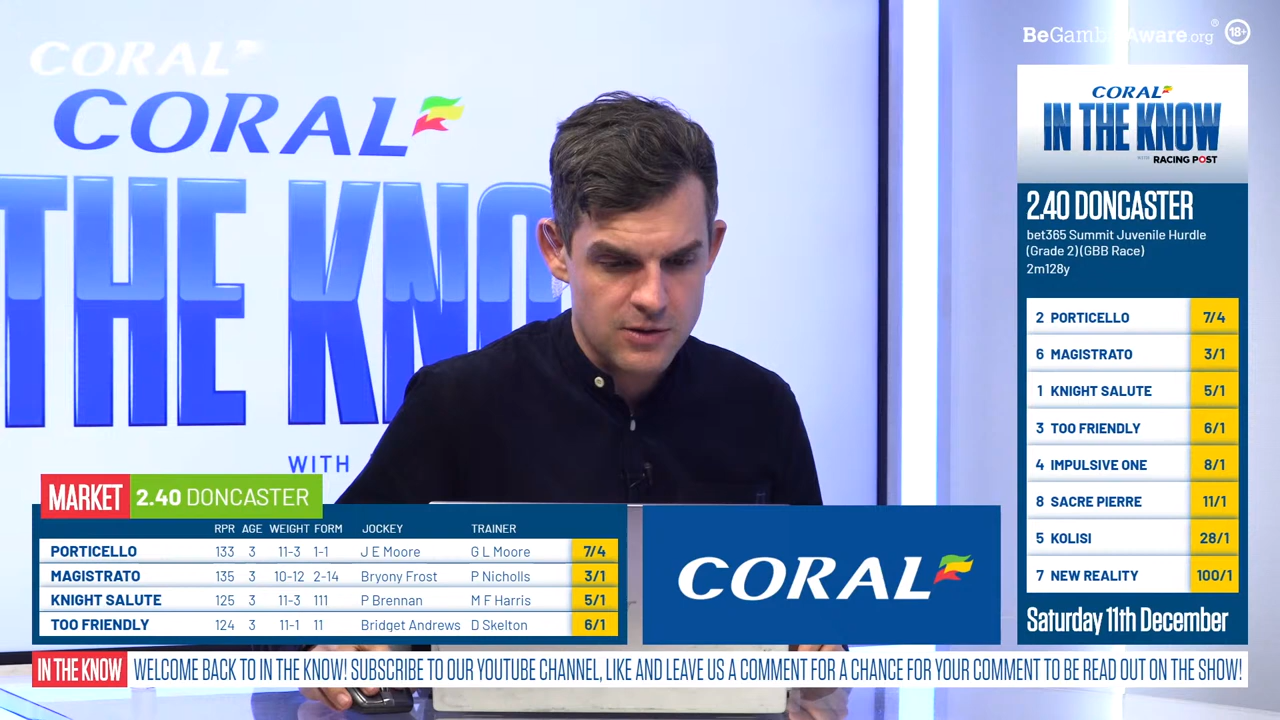 CORAL
BeGambleAware.org® 18+
CORAL
THE KNO
WITH
CORAL
IN THE KNOW
WITH RACING POST
2.40 DONCASTER
bet365 Summit Juvenile Hurdle
(Grade 2)(GBB Race)
2m128y
2 PORTICELLO 7/4
6 MAGISTRATO 3/1
1 KNIGHT SALUTE 5/1
3 TOO FRIENDLY 6/1
4 IMPULSIVE ONE 8/1
8 SACRE PIERRE 11/1
5 KOLISI 28/1
7 NEW REALITY 100/1
Saturday 11th December
MARKET 2.40 DONCASTER
RPR AGE WEIGHT FORM JOCKEY TRAINER
PORTICELLO 133 3 11-3 1-1 J E Moore G L Moore 7/4
MAGISTRATO 135 3 10-12 2-14 Bryony Frost P Nicholls 3/1
KNIGHT SALUTE 125 3 11-3 111 P Brennan M F Harris 5/1
TOO FRIENDLY 124 3 11-1 11 Bridget Andrews D Skelton 6/1
CORAL
IN THE KNOW WELCOME BACK TO IN THE KNOW! SUBSCRIBE TO OUR YOUTUBE CHANNEL, LIKE AND LEAVE US A COMMENT FOR A CHANCE FOR YOUR COMMENT TO BE READ OUT ON THE SHOW!